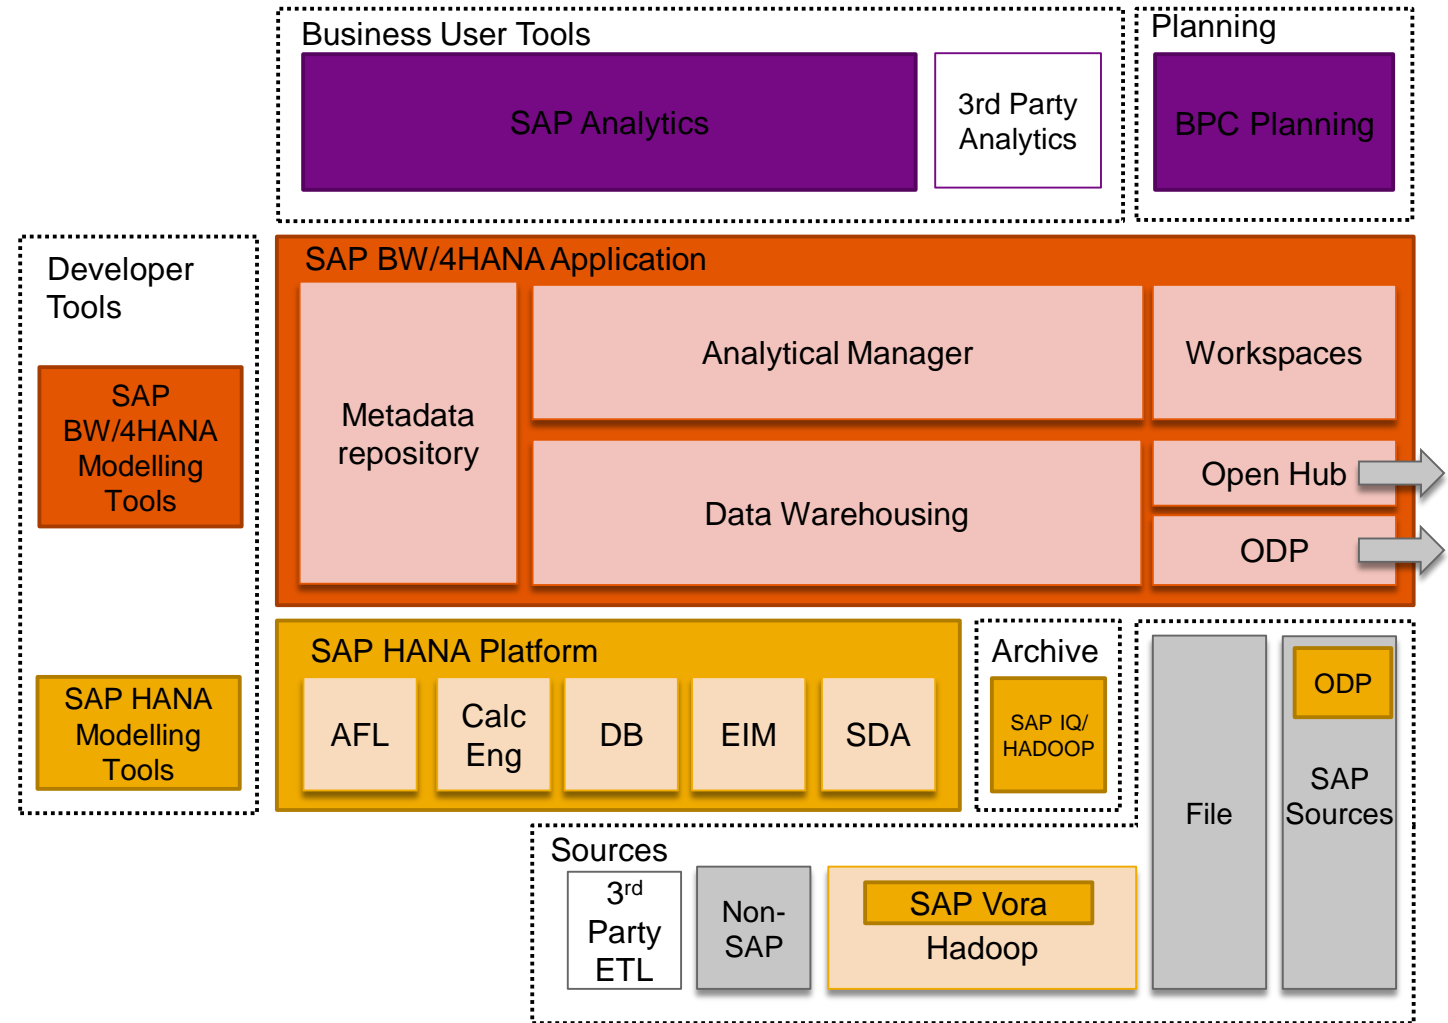 Business User Tools
SAP Analytics
3rd Party
Analytics
Planning
BPC Planning
Developer
Tools
SAP
BW/4HANA
Modelling
Tools
SAP HANA
Modelling
Tools
SAP BW/4HANA Application
Metadata
repository
Analytical Manager
Workspaces
Data Warehousing
Open Hub
ODP
SAP HANA Platform
AFL
Calc
Eng
DB
EIM
SDA
Archive
SAP IQ/
HADOOP
Sources
3rd
Party
ETL
Non-
SAP
SAP Vora
Hadoop
File
ODP
SAP
Sources